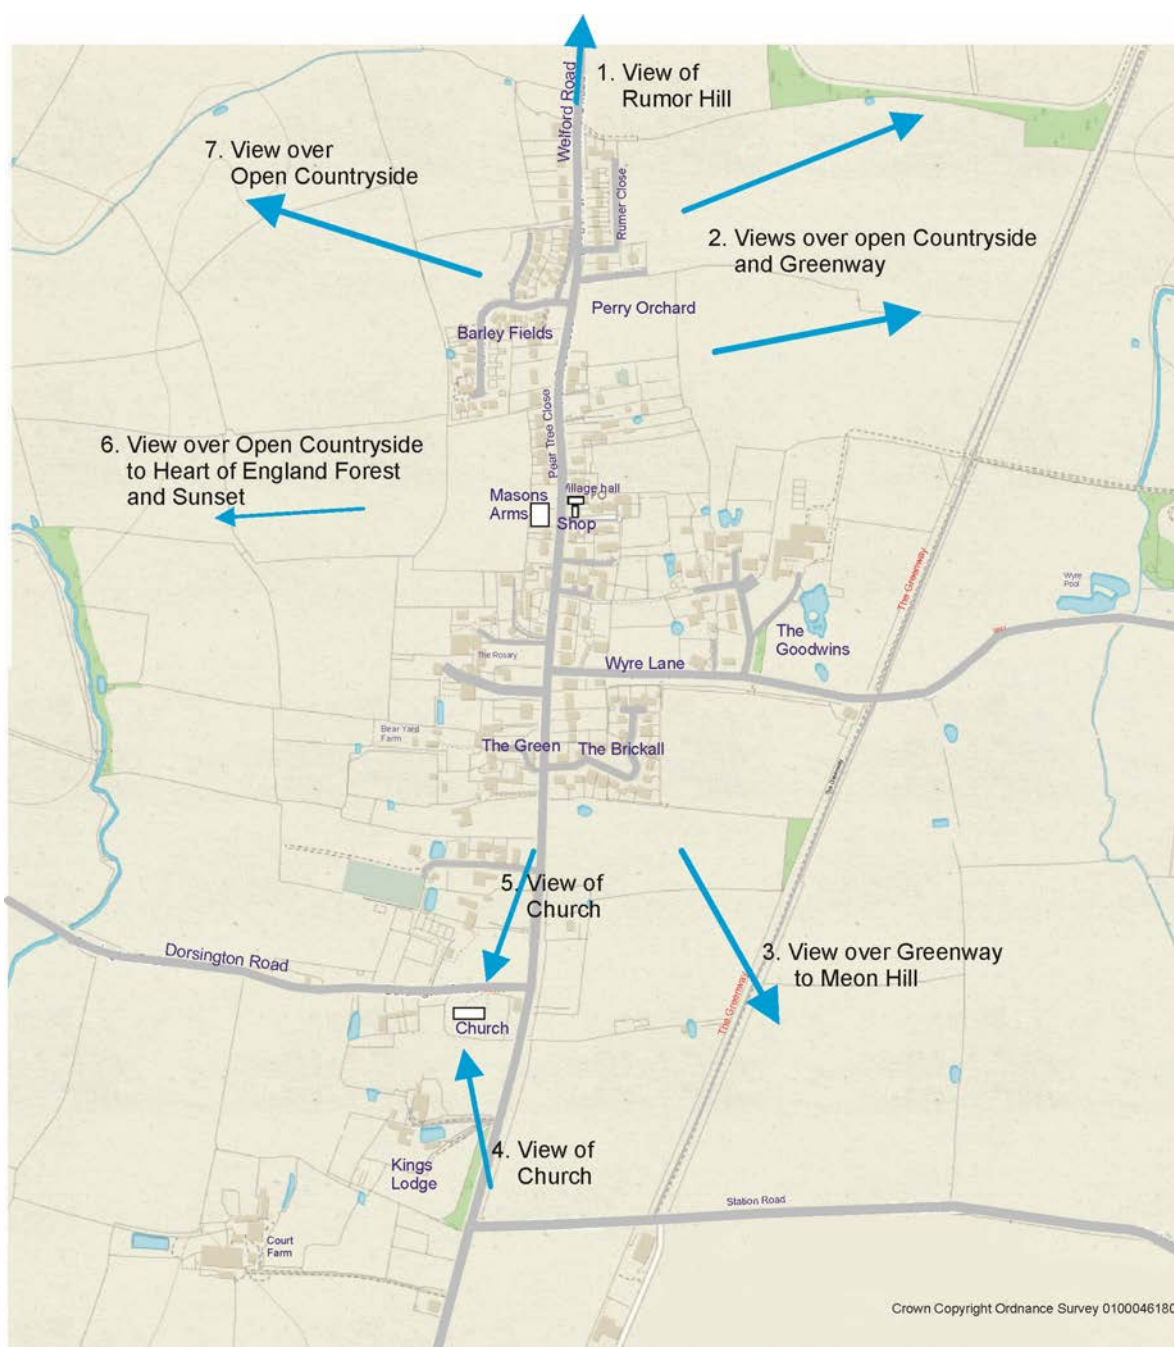 1. View of
Rumor Hill
Welford Road
7. View over
Open Countryside
Rumer Close
2. Views over open Countryside
and Greenway
Perry Orchard
Barley Fields
Pear Tree Close
6. View over Open Countryside
to Heart of England Forest
and Sunset
Masons
Arms
Village hall
Shop
The Greenway
Wyre
Pool
The
Goodwins
The Rosary
Wyre Lane
Bear Yard
Farm
The Green
The Brickall
The Greenway
5. View of
Church
Dorsington Road
3. View over Greenway
to Meon Hill
The Greenway
Church
4. View of
Church
Kings
Lodge
Station Road
Court
Farm
Crown Copyright Ordnance Survey 0100046180